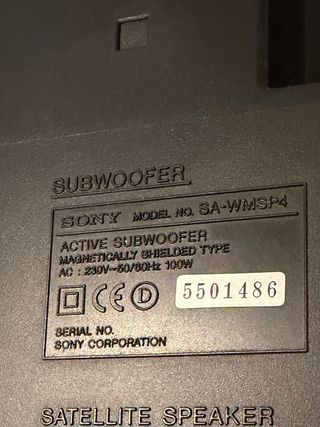 SUBWOOFER
SONY MODEL NO. SA-WMSP4
ACTIVE SUBWOOFER
MAGNETICALLY SHIELDED TYPE
AC : 230V~50/60Hz 100W
CE D 5501486
SERIAL NO.
SONY CORPORATION
SATELLITE SPEAKER